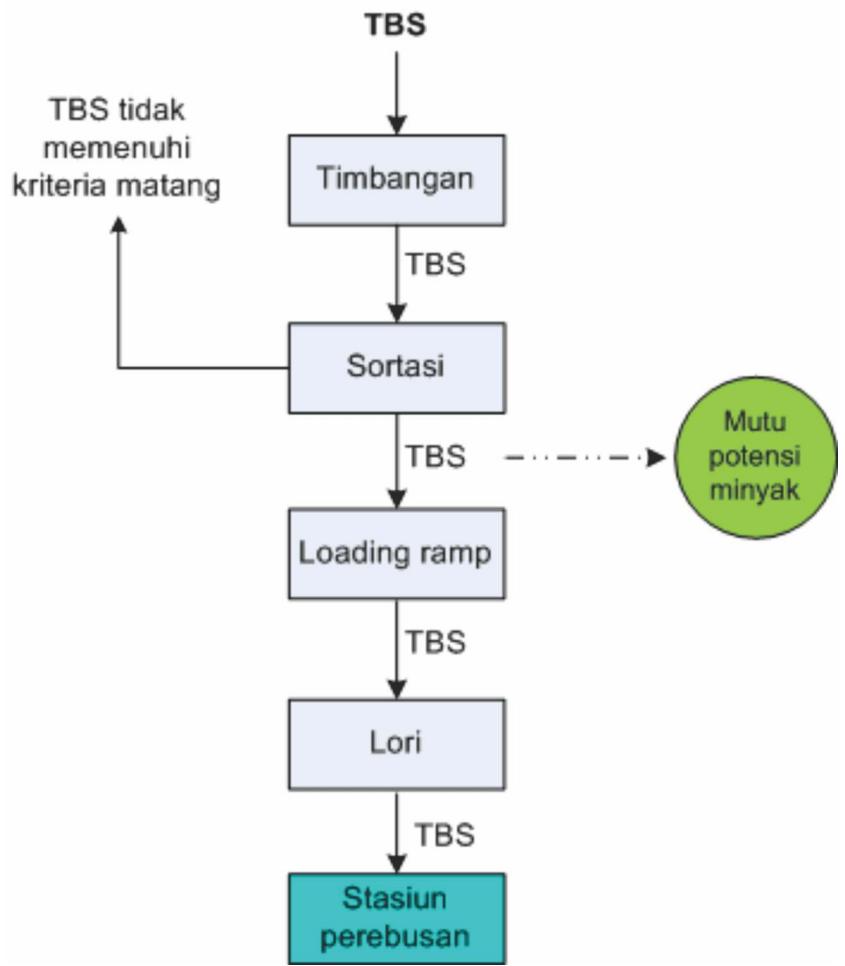 TBS
TBS tidak
memenuhi
kriteria matang
Timbangan
TBS
Sortasi
TBS
Mutu
potensi
minyak
Loading ramp
TBS
Lori
TBS
Stasiun
perebusan